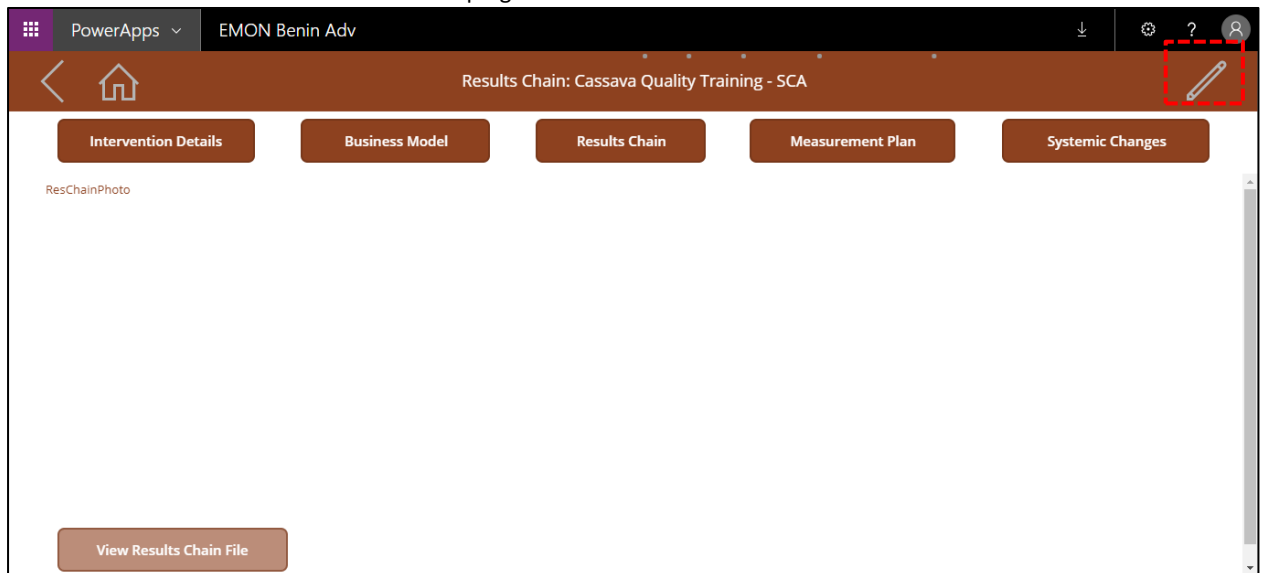 PowerApps EMON Benin Adv ?
Results Chain: Cassava Quality Training - SCA
Intervention Details Business Model Results Chain Measurement Plan Systemic Changes
ResChainPhoto
View Results Chain File